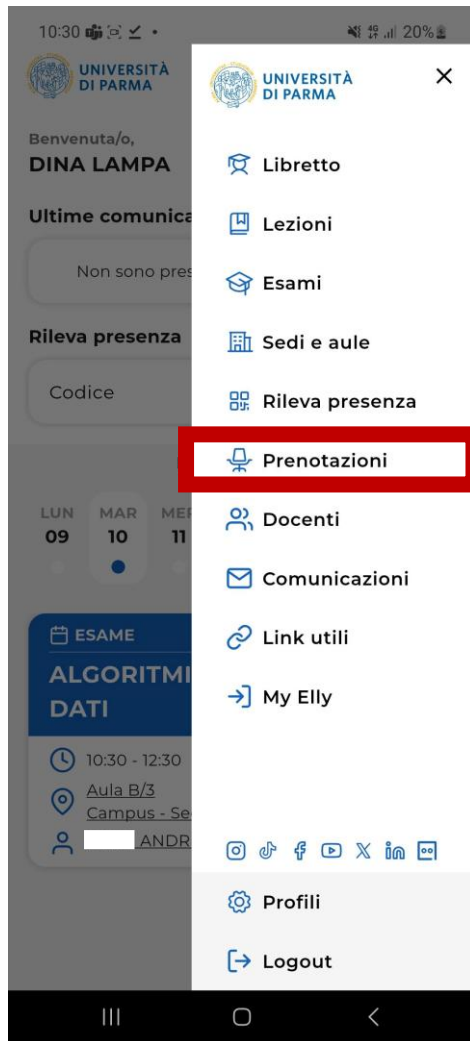 10:30
4G
20%
UNIVERSITÀ
DI PARMA
Benvenuta/o,
DINA LAMPA
Ultime comunica
Non sono pres
Rileva presenza
Codice
LUN MAR MER
09 10 11
ESAME
ALGORITMI
DATI
10:30 - 12:30
Aula B/3
Campus - Se
ANDR
UNIVERSITÀ
DI PARMA
Libretto
Lezioni
Esami
Sedi e aule
Rileva presenza
Prenotazioni
Docenti
Comunicazioni
Link utili
My Elly
Profili
Logout